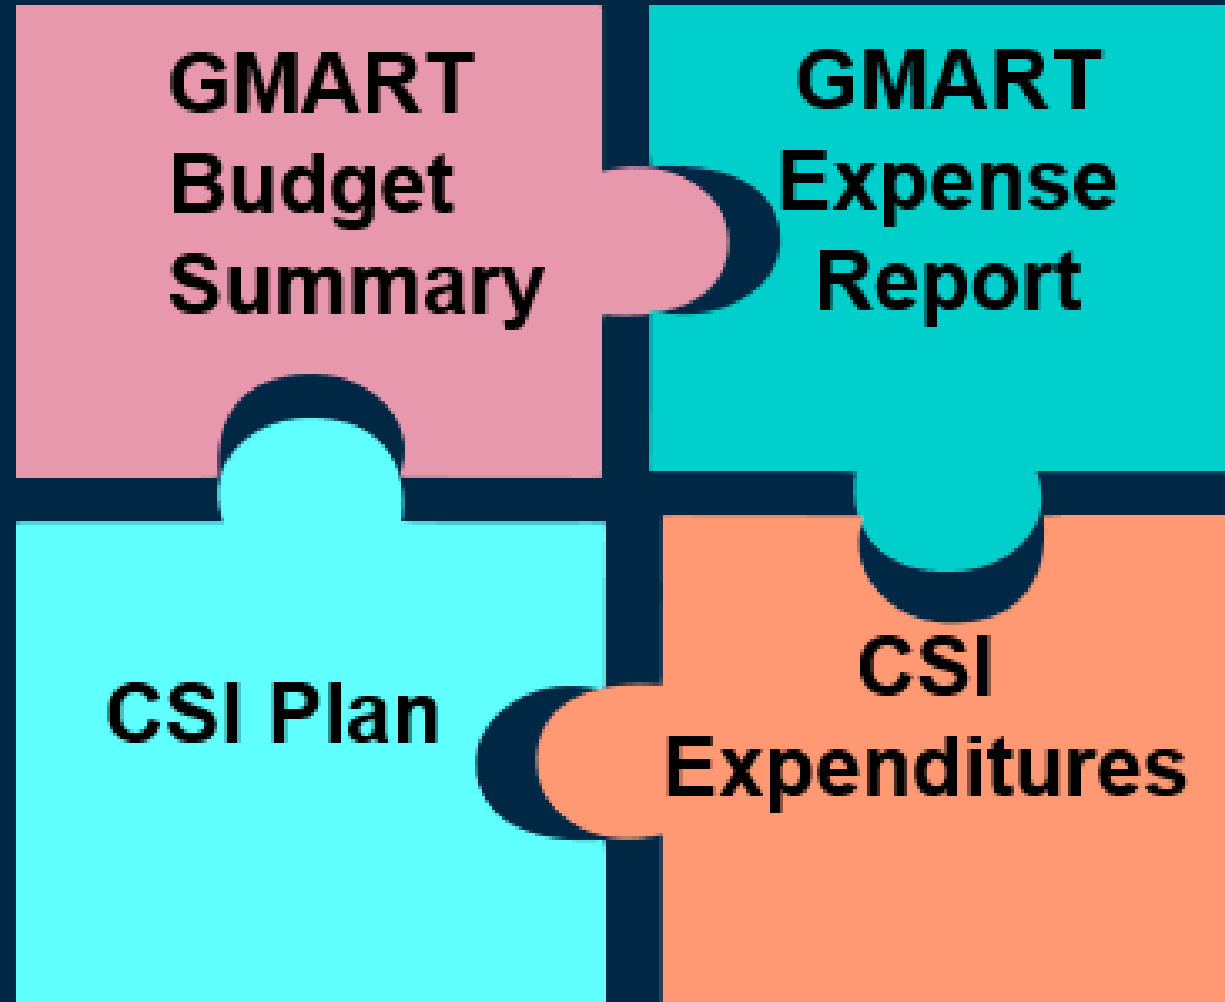 GMART
Budget
Summary
GMART
Expense
Report
CSI Plan
CSI
Expenditures